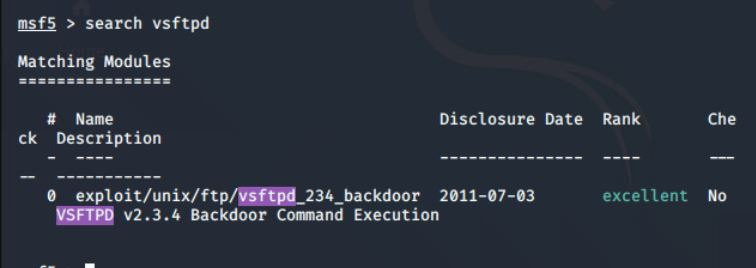 msf5 > search vsftpd
Matching Modules
================
# Name Disclosure Date Rank Che
ck Description
- ---- --------------- ---- ---
-- -----------
0 exploit/unix/ftp/vsftpd_234_backdoor 2011-07-03 excellent No
VSFTPD v2.3.4 Backdoor Command Execution